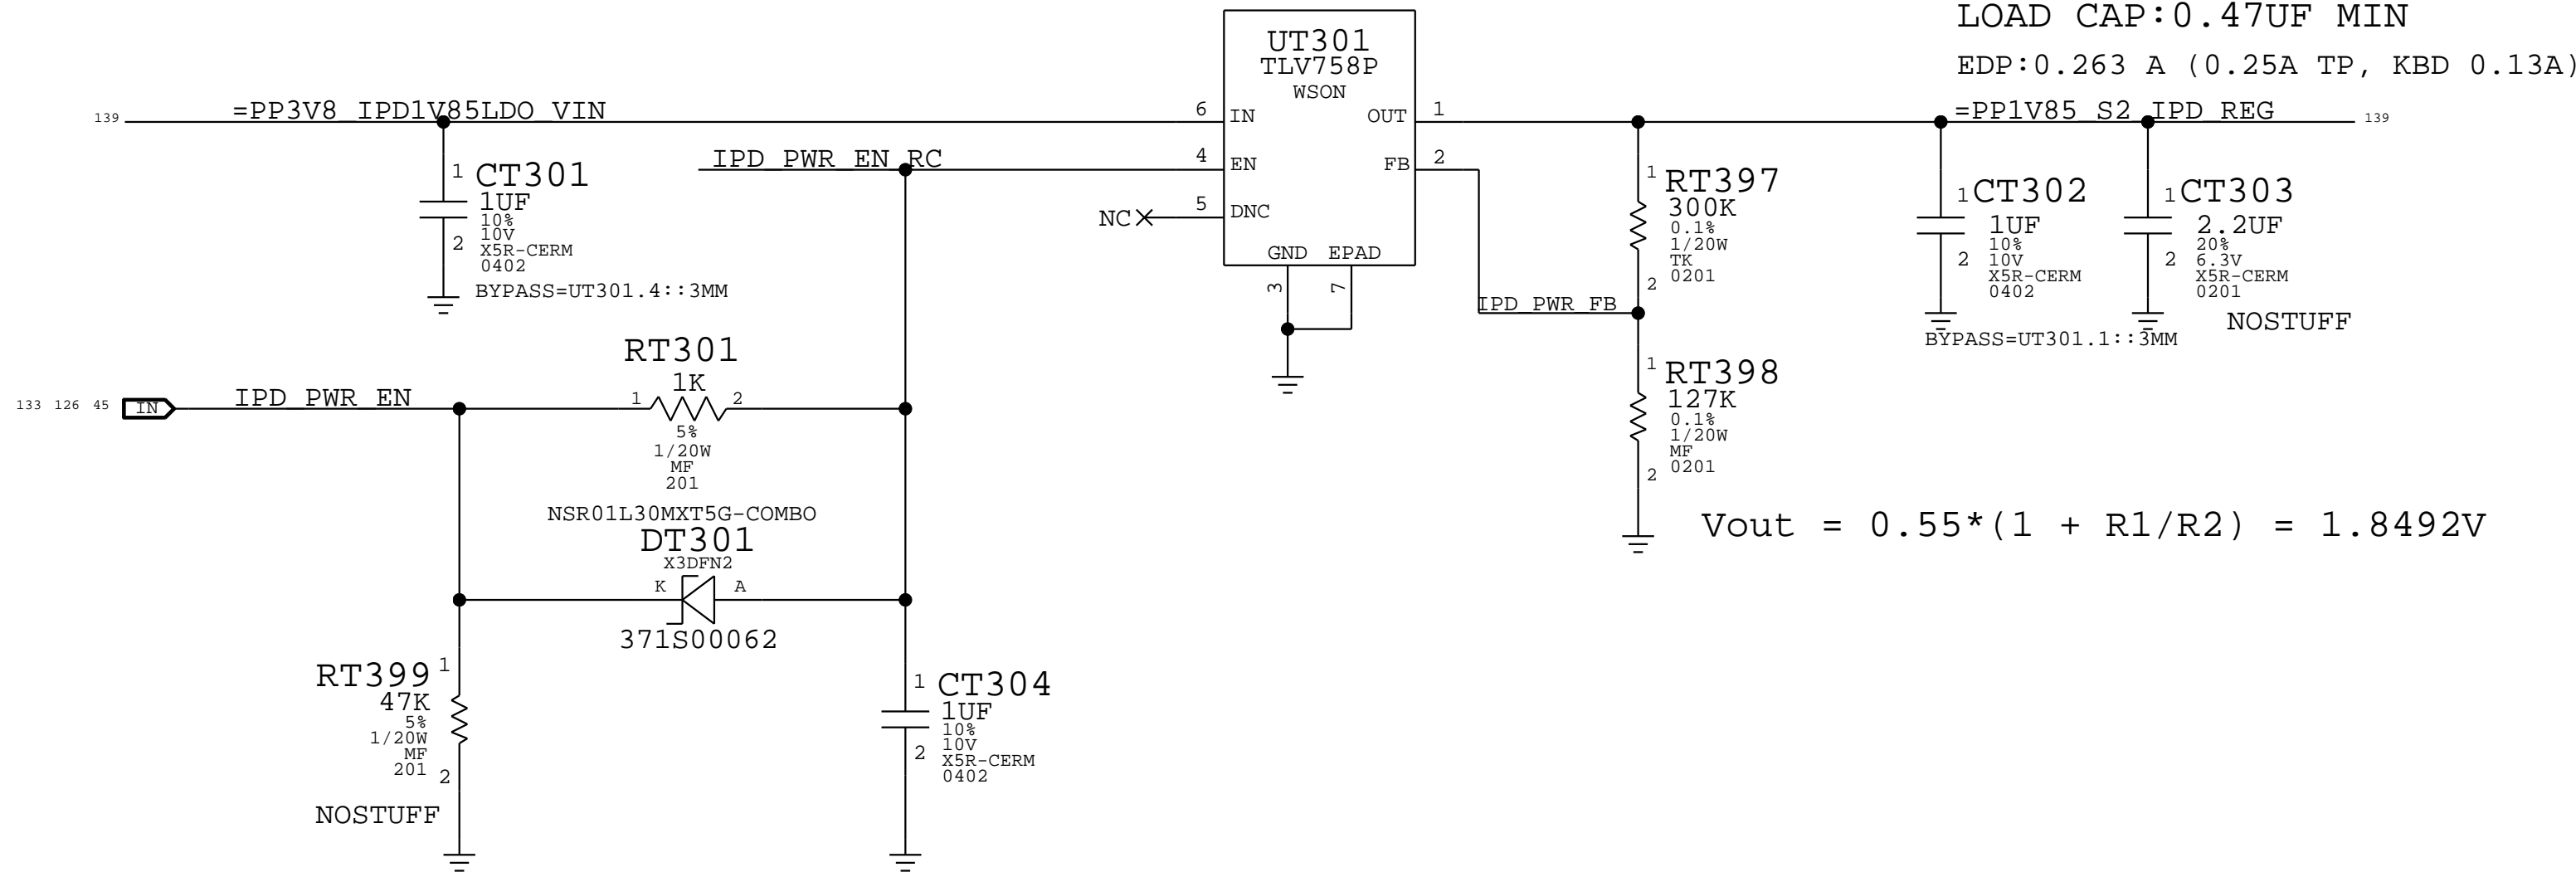 LOAD CAP:0.47UF MIN
EDP:0.263 A (0.25A TP, KBD 0.13A)
UT301
TLV758P
WSON
139
=PP3V8_IPD1V85LDO_VIN
6
IN
OUT
1
=PP1V85_S2_IPD_REG
139
IPD_PWR_EN_RC
4
EN
FB
2
NC
5
DNC
GND
EPAD
3
7
1
CT301
1UF
10%
10V
2
X5R-CERM
0402
BYPASS=UT301.4::3MM
1
RT397
300K
0.1%
1/20W
TK
0201
2
IPD_PWR_FB
1
CT302
1UF
10%
2
10V
X5R-CERM
0402
BYPASS=UT301.1::3MM
1
CT303
2.2UF
20%
2
6.3V
X5R-CERM
0201
NOSTUFF
1
RT398
127K
0.1%
1/20W
MF
0201
2
Vout = 0.55*(1 + R1/R2) = 1.8492V
133 126 45
IN
IPD_PWR_EN
RT301
1K
1
2
5%
1/20W
MF
201
NSR01L30MXT5G-COMBO
DT301
X3DFN2
K
A
371S00062
RT399
1
47K
5%
1/20W
MF
201
2
NOSTUFF
1
CT304
1UF
10%
10V
2
X5R-CERM
0402